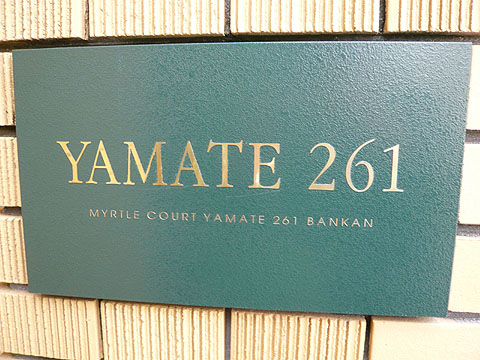 YAMATE 261
MYRTLE COURT YAMATE 261 BANKAN